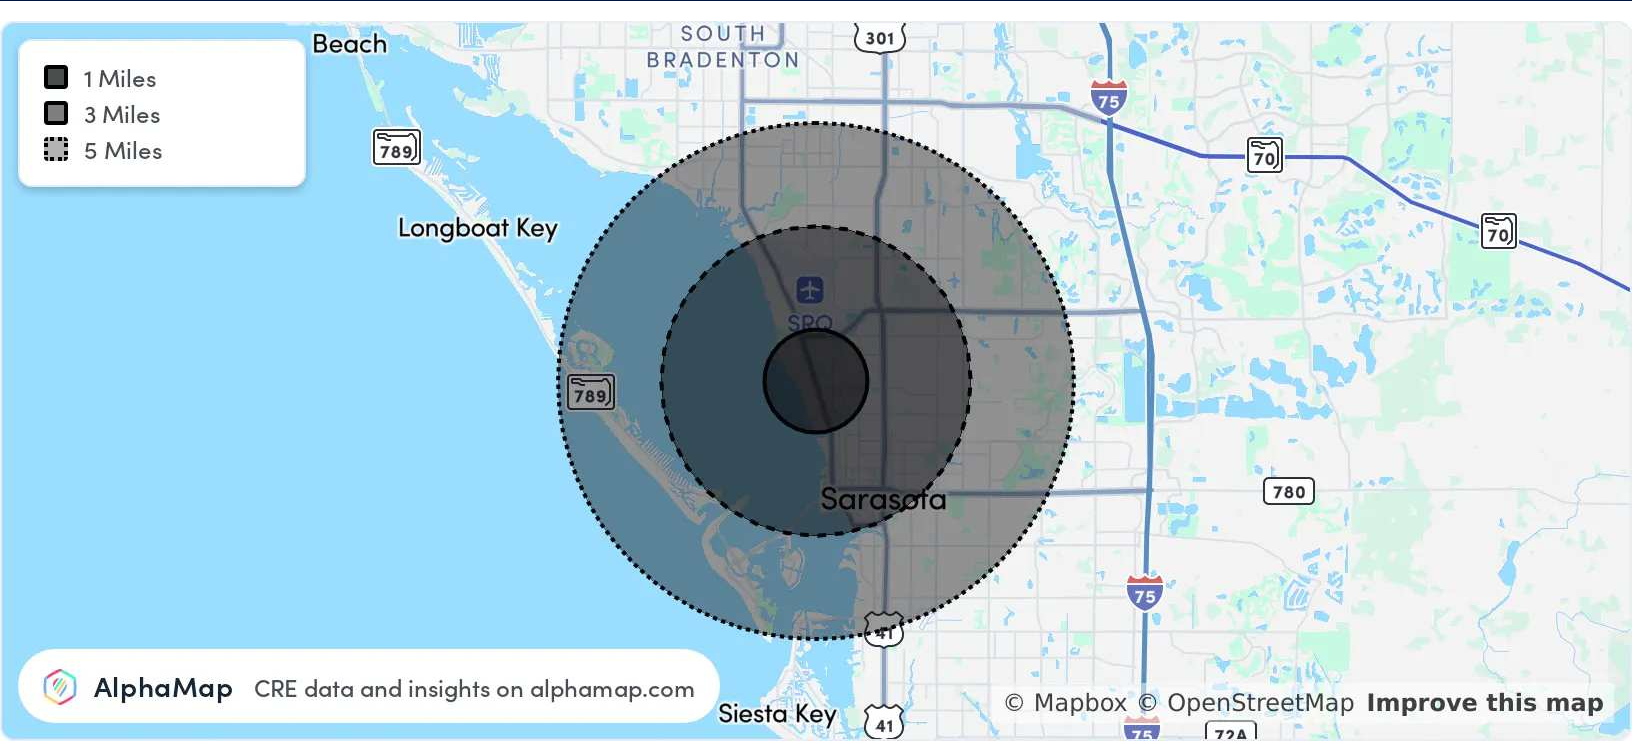 SOUTH
BRADENTON
301
Beach
1 Miles
3 Miles
5 Miles
75
789
70
Longboat Key
70
SRQ
789
Sarasota
780
75
41
AlphaMap
CRE data and insights on alphamap.com
© Mapbox © OpenStreetMap Improve this map
Siesta Key
41
75
72A